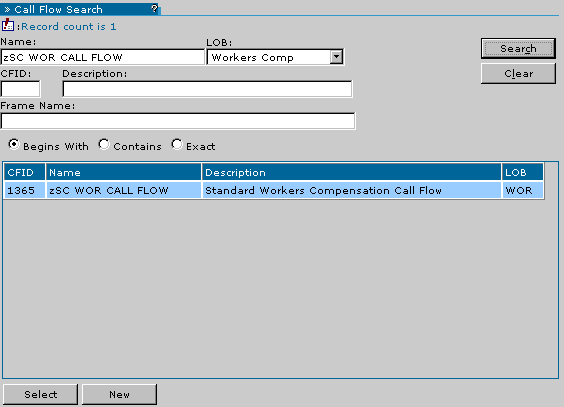 » Call Flow Search ?
:Record count is 1
Name: LOB:
zSC WOR CALL FLOW Workers Comp Search
CFID: Description: Clear
Frame Name:
Begins With Contains Exact
CFID Name Description LOB
1365 zSC WOR CALL FLOW Standard Workers Compensation Call Flow WOR
Select New